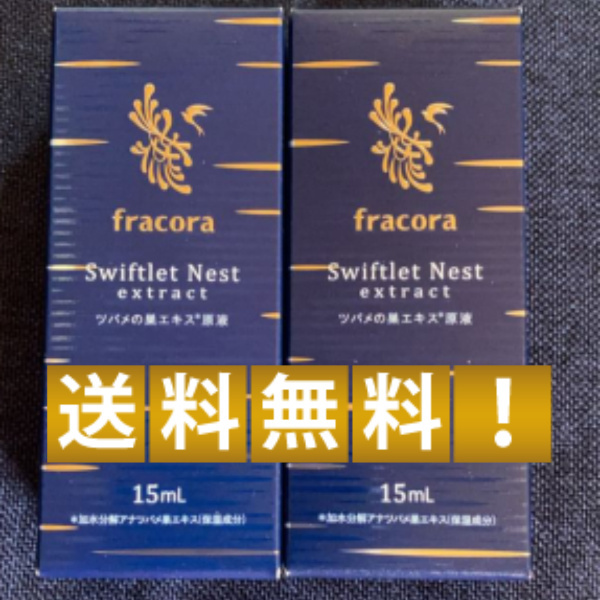 fracora
Swiftlet Nest
extract
ツバメの巣エキス*原液
fracora
Swiftlet Nest
extract
ツバメの巣エキス*原液
送料無料！
15mL
*加水分解アナツバメ巣エキス(保湿成分)
15mL
*加水分解アナツバメ巣エキス(保湿成分)